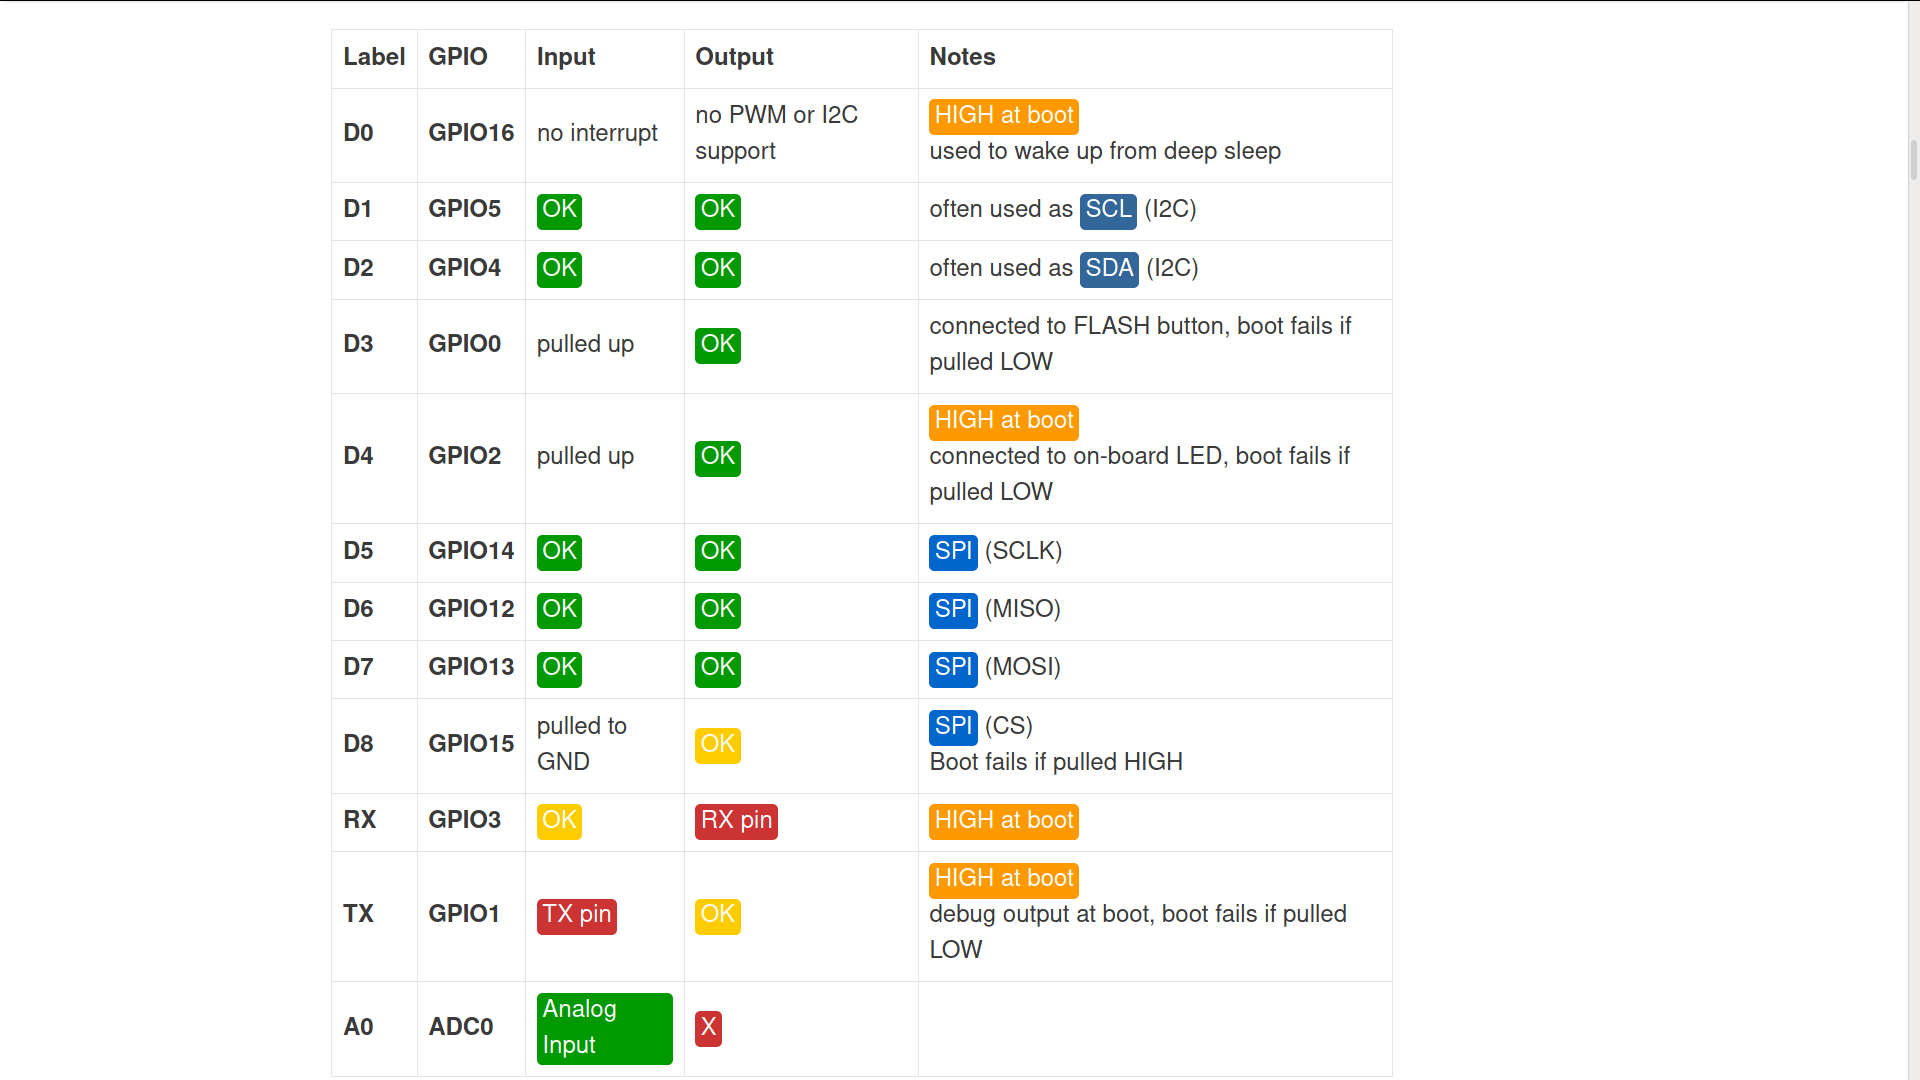 Label GPIO Input Output Notes
D0 GPIO16 no interrupt no PWM or I2C support HIGH at boot
used to wake up from deep sleep
D1 GPIO5 OK OK often used as SCL (I2C)
D2 GPIO4 OK OK often used as SDA (I2C)
D3 GPIO0 pulled up OK connected to FLASH button, boot fails if
pulled LOW
D4 GPIO2 pulled up OK HIGH at boot
connected to on-board LED, boot fails if
pulled LOW
D5 GPIO14 OK OK SPI (SCLK)
D6 GPIO12 OK OK SPI (MISO)
D7 GPIO13 OK OK SPI (MOSI)
D8 GPIO15 pulled to GND OK SPI (CS)
Boot fails if pulled HIGH
RX GPIO3 OK RX pin HIGH at boot
TX GPIO1 TX pin OK HIGH at boot
debug output at boot, boot fails if pulled
LOW
A0 ADC0 Analog Input X